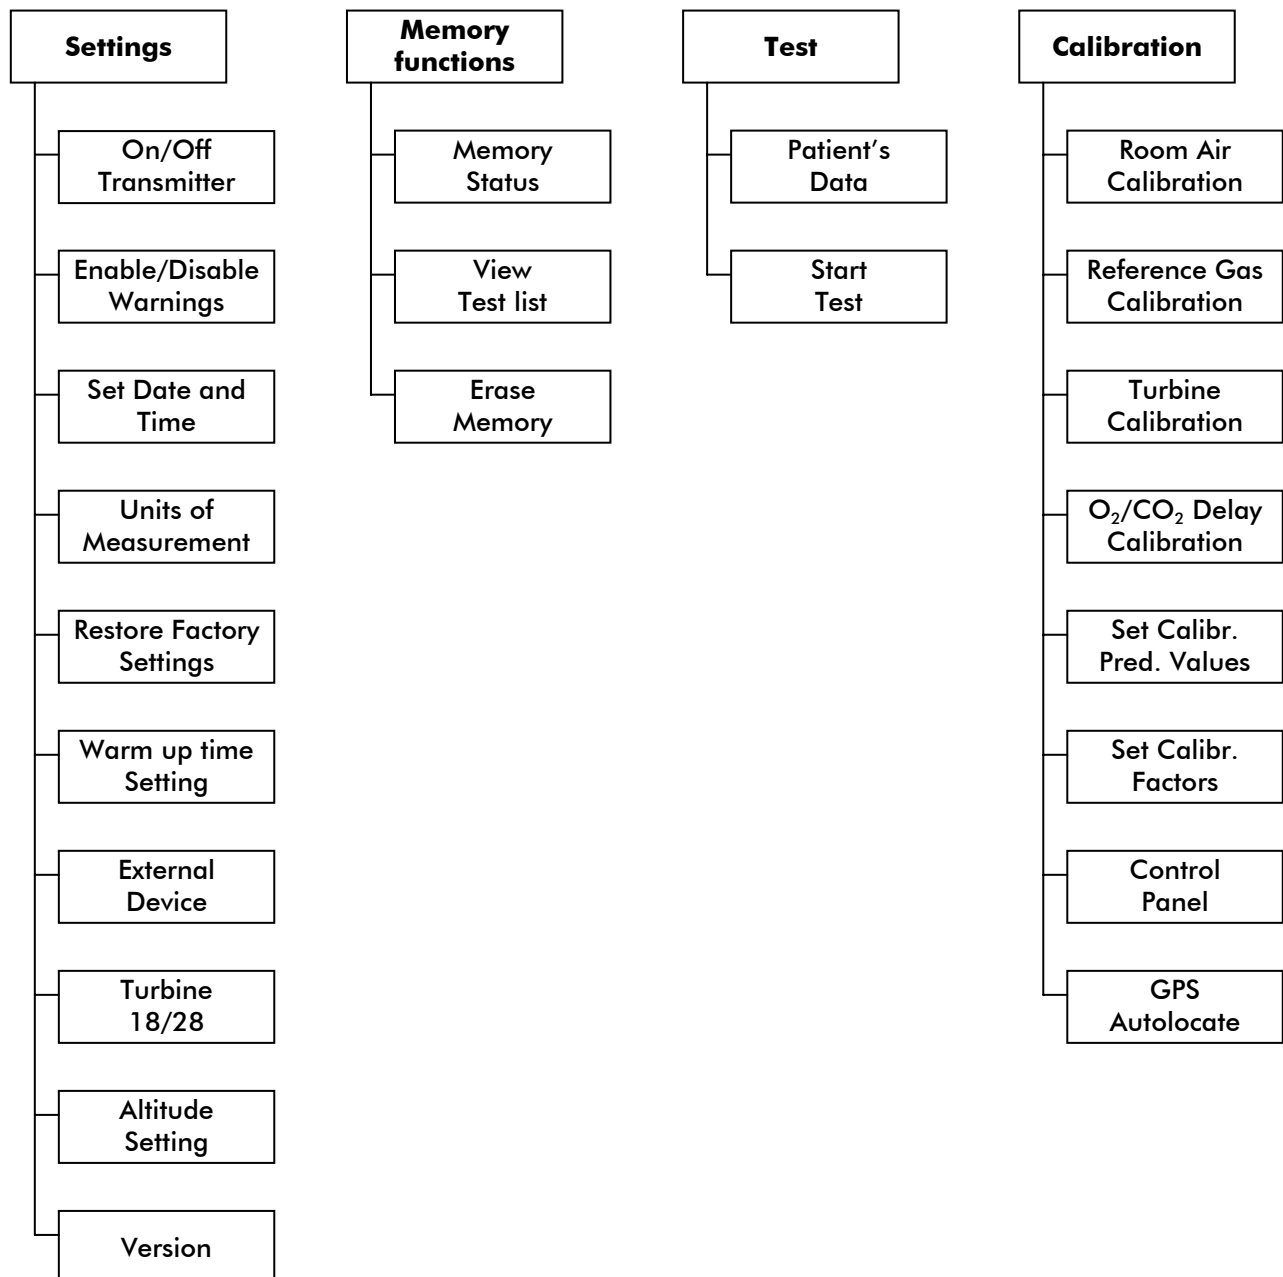 Settings
On/Off
Transmitter
Enable/Disable
Warnings
Set Date and
Time
Units of
Measurement
Restore Factory
Settings
Warm up time
Setting
External
Device
Turbine
18/28
Altitude
Setting
Version
Memory
functions
Memory
Status
View
Test list
Erase
Memory
Test
Patient’s
Data
Start
Test
Calibration
Room Air
Calibration
Reference Gas
Calibration
Turbine
Calibration
O₂/CO₂ Delay
Calibration
Set Calibr.
Pred. Values
Set Calibr.
Factors
Control
Panel
GPS
Autolocate